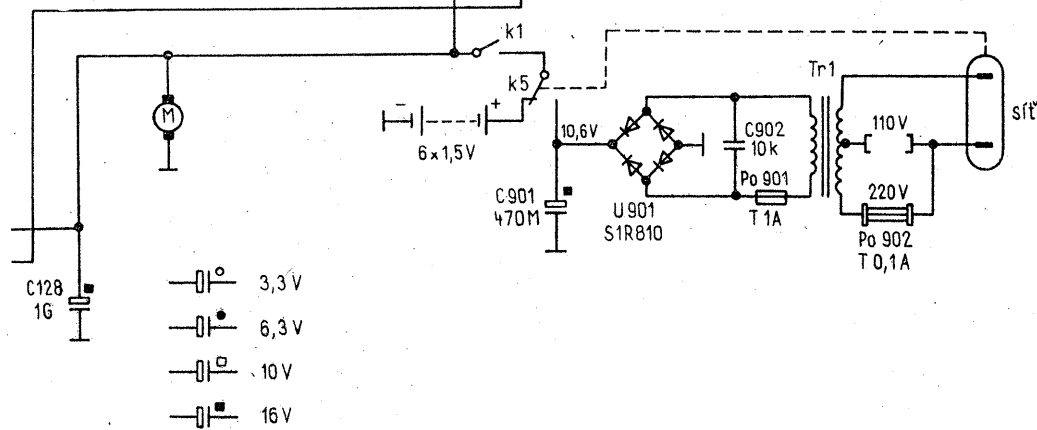 k1
k5
Tr1
síť
M
−
+
6 x 1,5V
10,6V
C902
10k
110V
C901
470M
U901
S1R810
Po 901
T 1A
220V
Po 902
T 0,1A
C128
1G
3,3 V
6,3 V
10 V
16 V